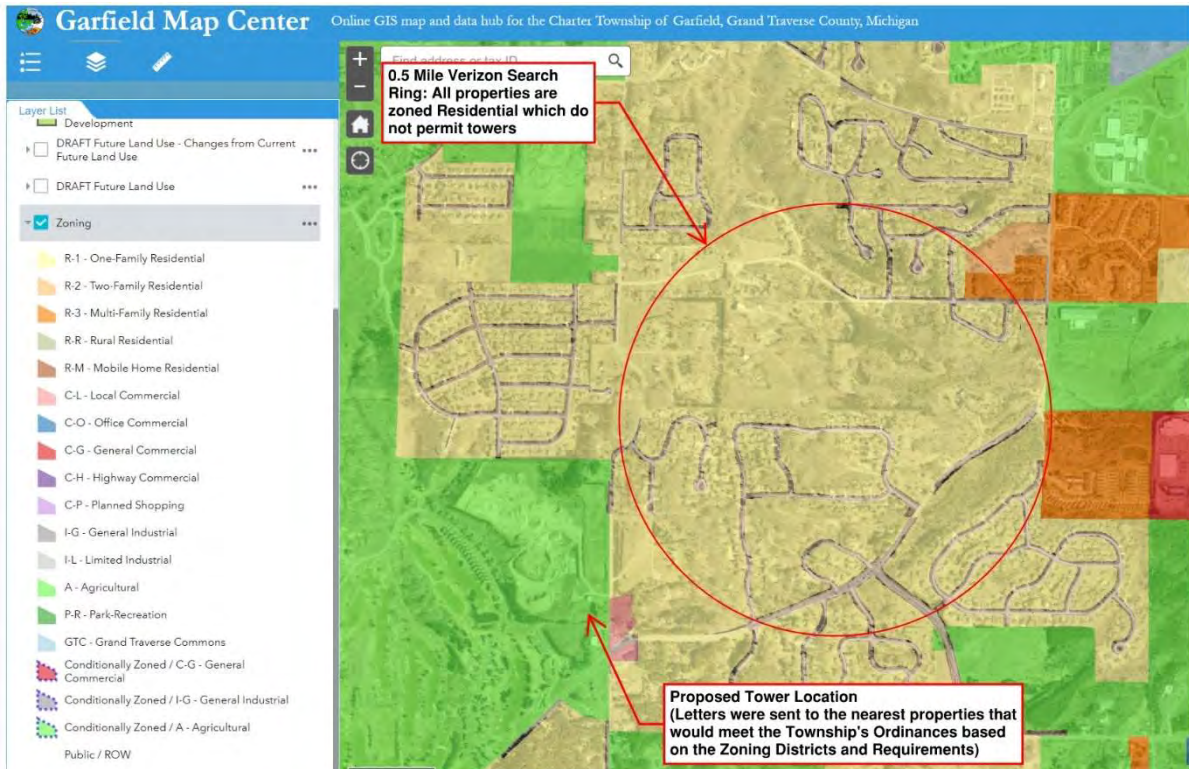 Garfield Map Center
Online GIS map and data hub for the Charter Township of Garfield, Grand Traverse County, Michigan
Layer List
Development
DRAFT Future Land Use - Changes from Current
Future Land Use
DRAFT Future Land Use
Zoning
R-1 - One-Family Residential
R-2 - Two-Family Residential
R-3 - Multi-Family Residential
R-R - Rural Residential
R-M - Mobile Home Residential
C-L - Local Commercial
C-O - Office Commercial
C-G - General Commercial
C-H - Highway Commercial
C-P - Planned Shopping
I-G - General Industrial
I-L - Limited Industrial
A - Agricultural
P-R - Park-Recreation
GTC - Grand Traverse Commons
Conditionally Zoned / C-G - General
Commercial
Conditionally Zoned / I-G - General Industrial
Conditionally Zoned / A - Agricultural
Public / ROW
+
−
Find address or tax ID
0.5 Mile Verizon Search
Ring: All properties are
zoned Residential which do
not permit towers
Proposed Tower Location
(Letters were sent to the nearest properties that
would meet the Township's Ordinances based
on the Zoning Districts and Requirements)